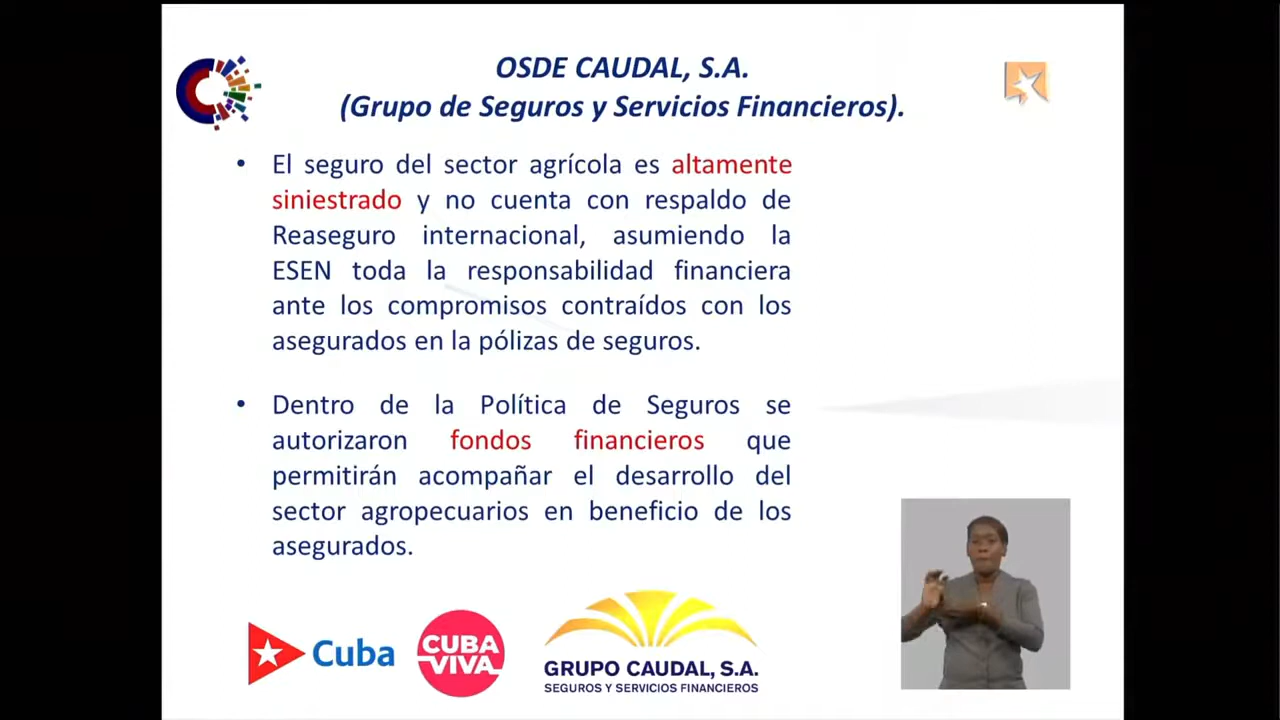 OSDE CAUDAL, S.A.
(Grupo de Seguros y Servicios Financieros).
• El seguro del sector agrícola es altamente
siniestrado y no cuenta con respaldo de
Reaseguro internacional, asumiendo la
ESEN toda la responsabilidad financiera
ante los compromisos contraídos con los
asegurados en la pólizas de seguros.
• Dentro de la Política de Seguros se
autorizaron fondos financieros que
permitirán acompañar el desarrollo del
sector agropecuarios en beneficio de los
asegurados.
Cuba
CUBA
VIVA
GRUPO CAUDAL, S.A.
SEGUROS Y SERVICIOS FINANCIEROS